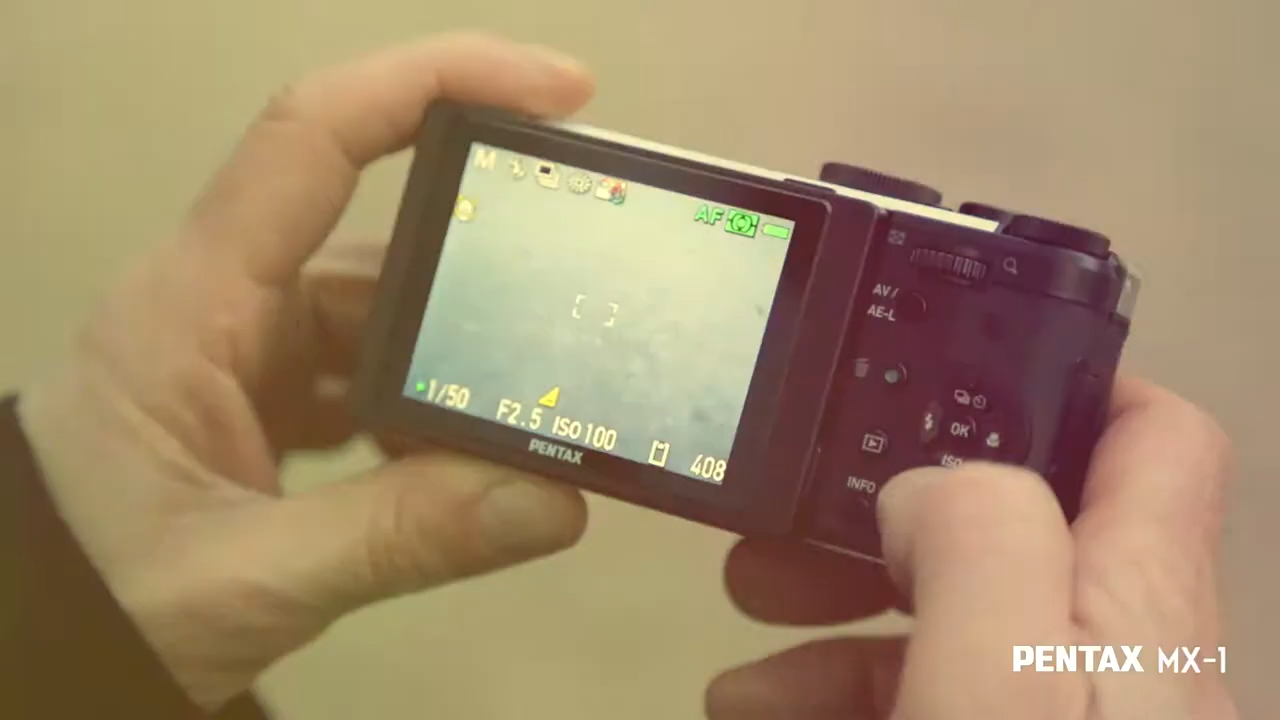 M
AF
1/50 F2.5 ISO 100 408
PENTAX
AV/
AE-L
OK
ISO
INFO
PENTAX MX-1